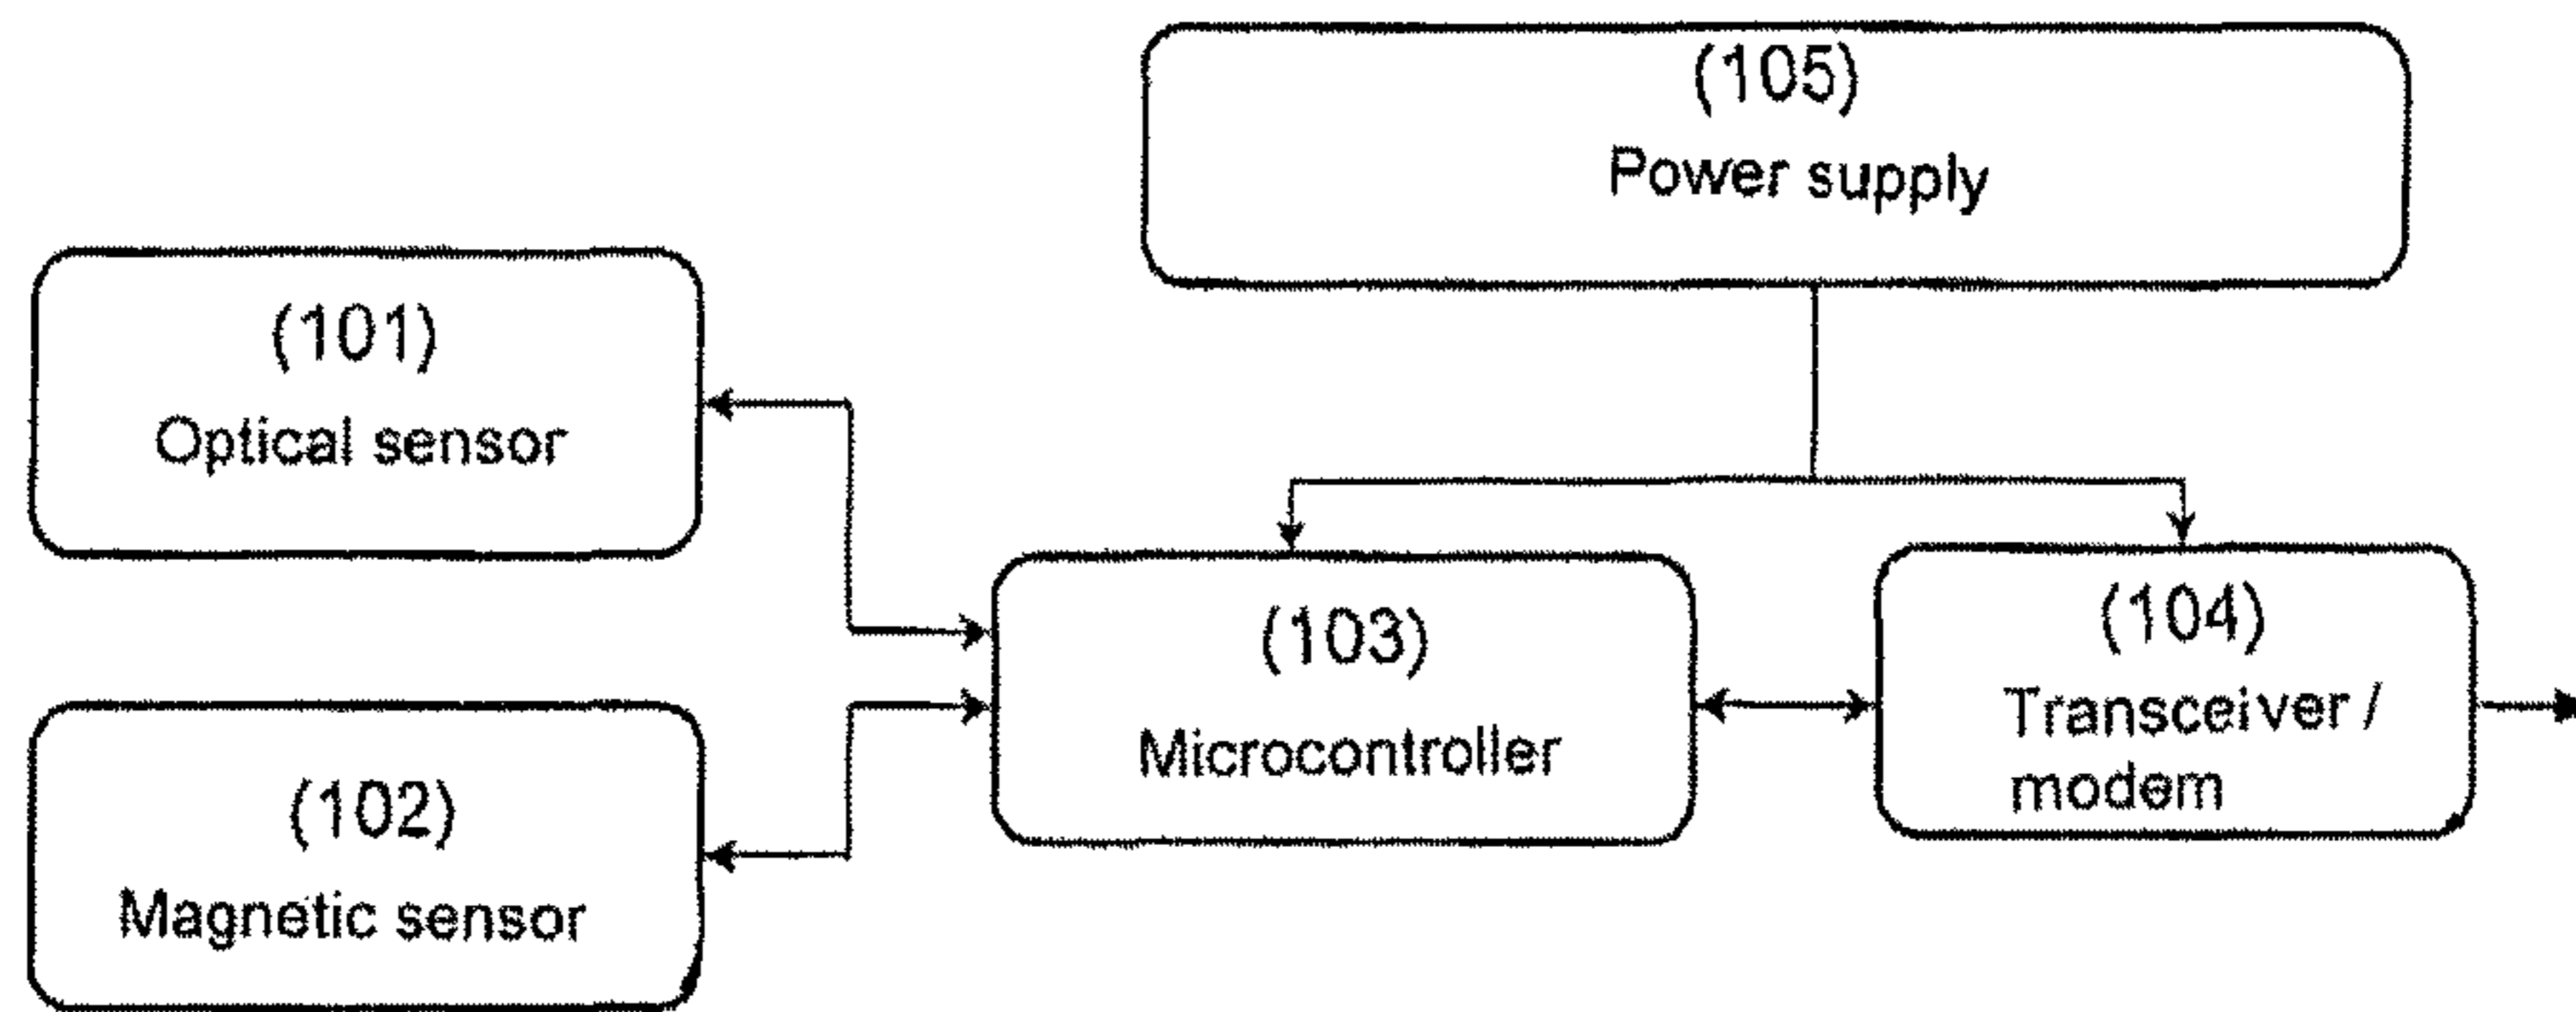 (105)
Power supply
(101)
Optical sensor
(103)
Microcontroller
(104)
Transceiver /
modem
(102)
Magnetic sensor